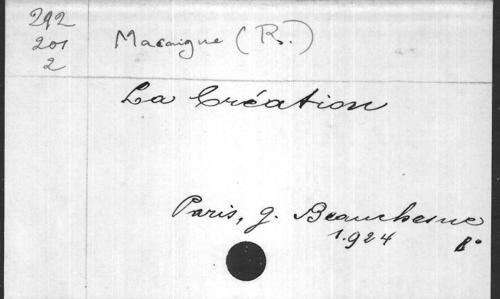 292
201
2
Macaigne (R.)
La Création
Paris, G. Beauchesne
1.924 8°